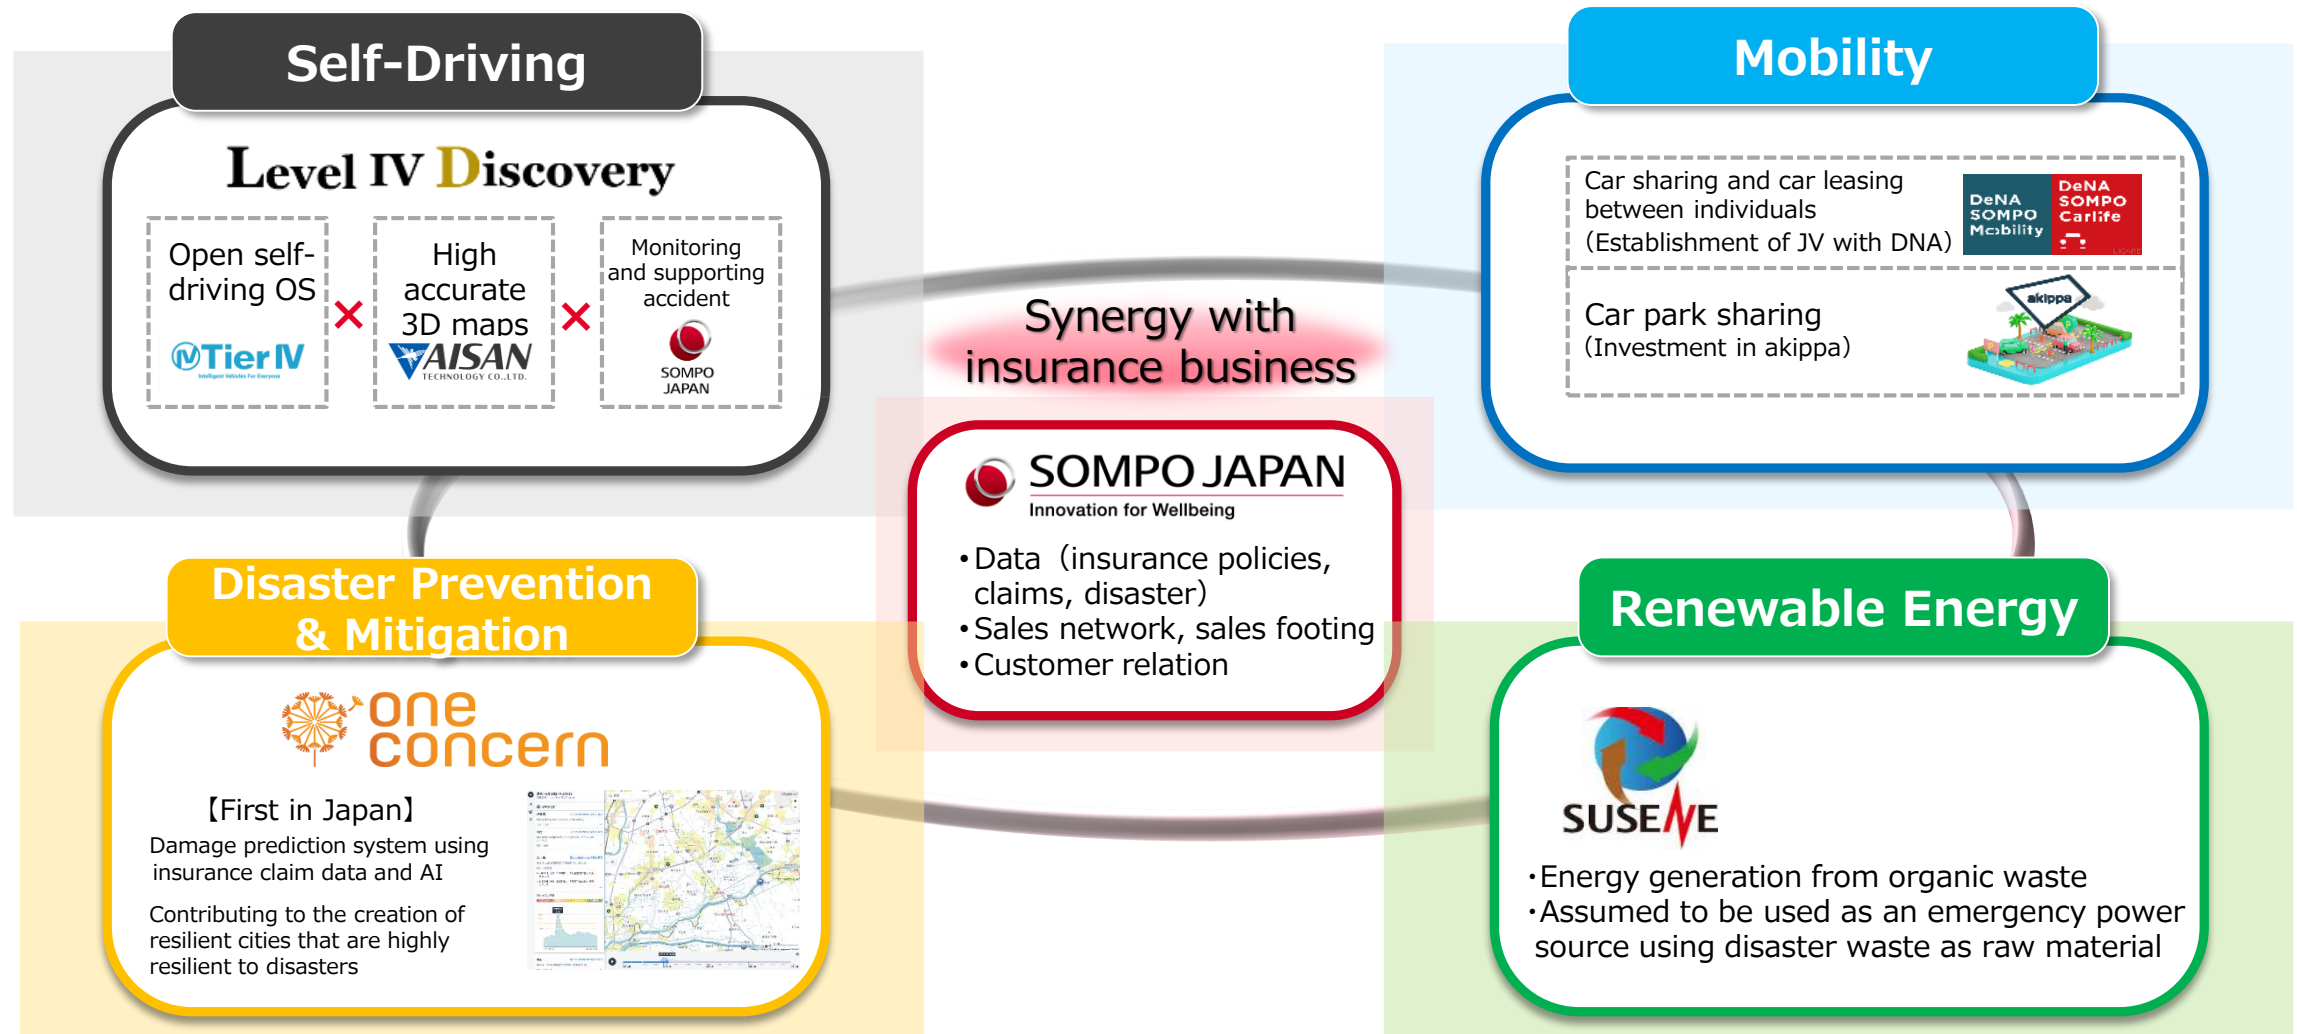 Self-Driving
Level IV Discovery
Open self-
driving OS
Tier IV
Intelligent Vehicles For Everyone
×
High
accurate
3D maps
AISAN
TECHNOLOGY CO.,LTD.
×
Monitoring
and supporting
accident
SOMPO
JAPAN
Mobility
Car sharing and car leasing
between individuals
（Establishment of JV with DNA）
DeNA
SOMPO
Mobility
DeNA
SOMPO
Carlife
Car park sharing
（Investment in akippa）
akippa
Synergy with
insurance business
SOMPO JAPAN
Innovation for Wellbeing
・Data（insurance policies,
claims, disaster）
・Sales network, sales footing
・Customer relation
Disaster Prevention
& Mitigation
one
concern
【First in Japan】
Damage prediction system using
insurance claim data and AI
Contributing to the creation of
resilient cities that are highly
resilient to disasters
Renewable Energy
SUSENE
・Energy generation from organic waste
・Assumed to be used as an emergency power
source using disaster waste as raw material